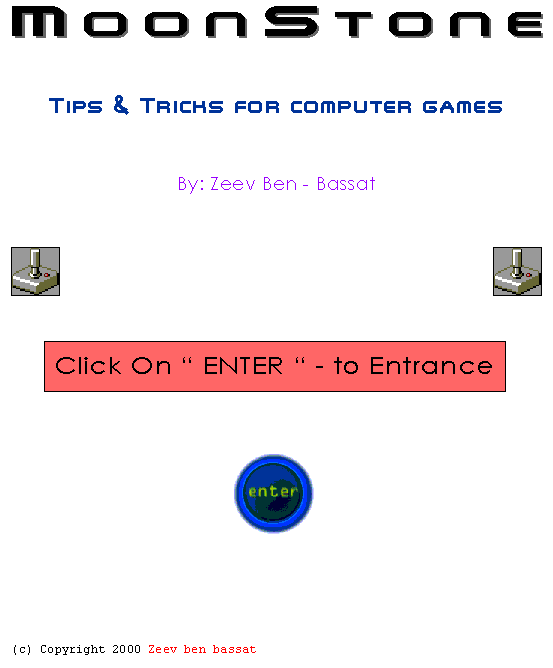 MoonStone
Tips & Tricks for computer games
By: Zeev Ben - Bassat
Click On “ ENTER “ - to Entrance
enter
(c) Copyright 2000 Zeev ben bassat